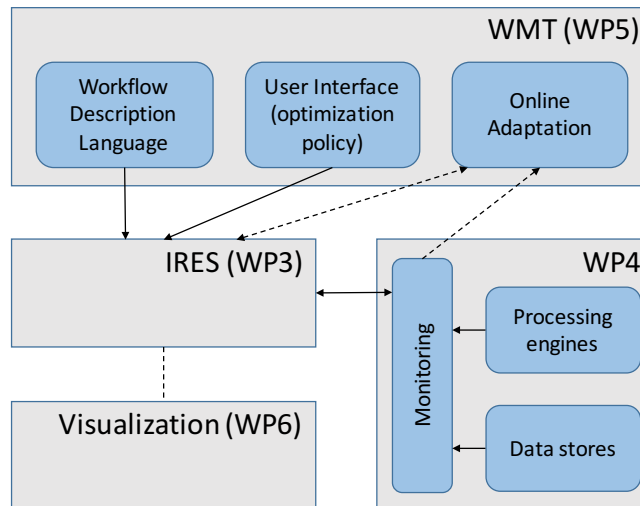 WMT (WP5)
Workflow
Description
Language
User Interface
(optimization
policy)
Online
Adaptation
IRES (WP3)
WP4
Monitoring
Processing
engines
Data stores
Visualization (WP6)